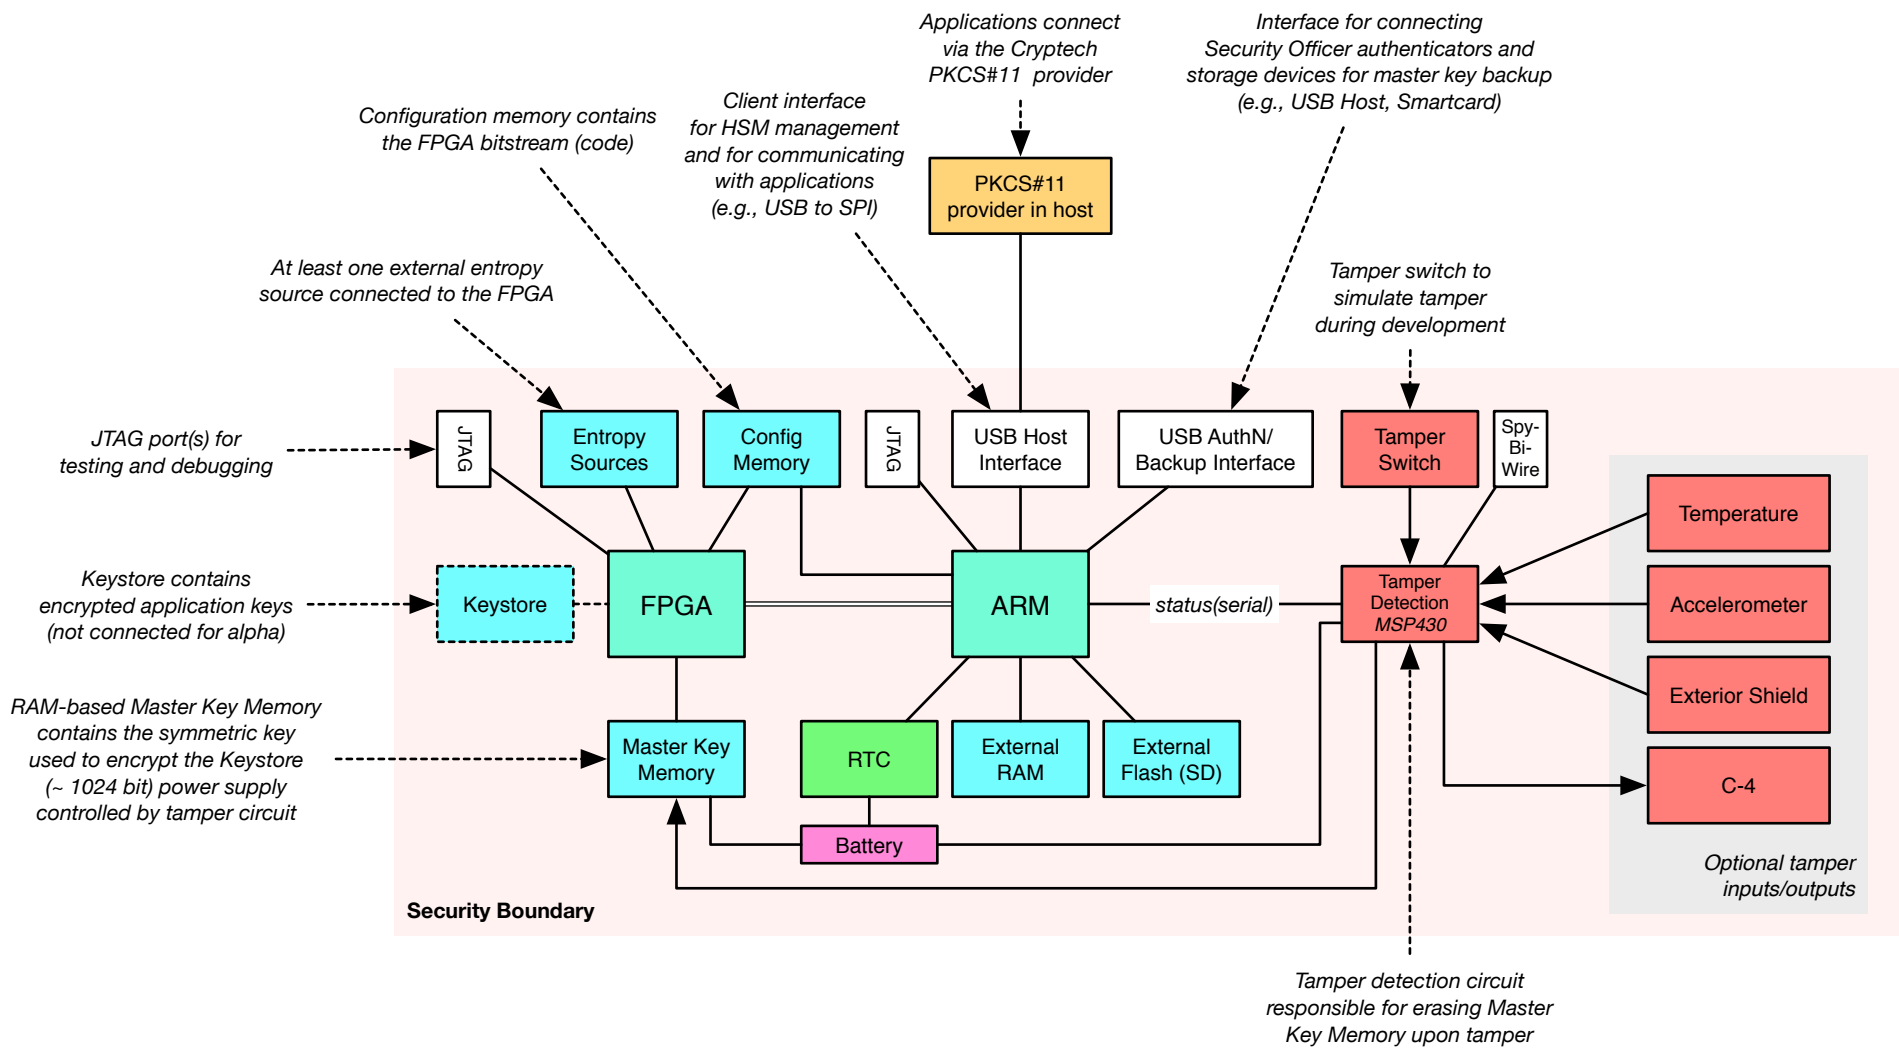 Applications connect
via the Cryptech
PKCS#11 provider
Interface for connecting
Security Officer authenticators and
storage devices for master key backup
(e.g., USB Host, Smartcard)
Client interface
for HSM management
and for communicating
with applications
(e.g., USB to SPI)
Configuration memory contains
the FPGA bitstream (code)
PKCS#11
provider in host
At least one external entropy
source connected to the FPGA
Tamper switch to
simulate tamper
during development
JTAG port(s) for
testing and debugging
JTAG
Entropy
Sources
Config
Memory
JTAG
USB Host
Interface
USB AuthN/
Backup Interface
Tamper
Switch
Spy-
Bi-
Wire
Temperature
Keystore contains
encrypted application keys
(not connected for alpha)
Keystore
FPGA
ARM
status(serial)
Tamper
Detection
MSP430
Accelerometer
Exterior Shield
RAM-based Master Key Memory
contains the symmetric key
used to encrypt the Keystore
(~ 1024 bit) power supply
controlled by tamper circuit
Master Key
Memory
RTC
External
RAM
External
Flash (SD)
C-4
Battery
Optional tamper
inputs/outputs
Security Boundary
Tamper detection circuit
responsible for erasing Master
Key Memory upon tamper